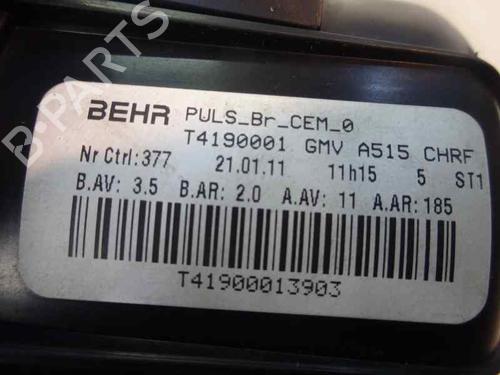 B-PARTS
BEHR PULS_Br_CEM_0
T4190001 GMV A515 CHRF
Nr Ctrl:377 21.01.11 11h15 5 ST1
B.AV: 3.5 B.AR: 2.0 A.AV: 11 A.AR: 185
T41900013903